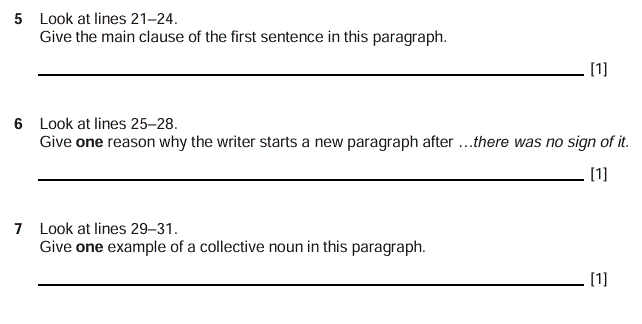 5 Look at lines 21–24.
Give the main clause of the first sentence in this paragraph.
[1]
6 Look at lines 25–28.
Give one reason why the writer starts a new paragraph after …there was no sign of it.
[1]
7 Look at lines 29–31.
Give one example of a collective noun in this paragraph.
[1]